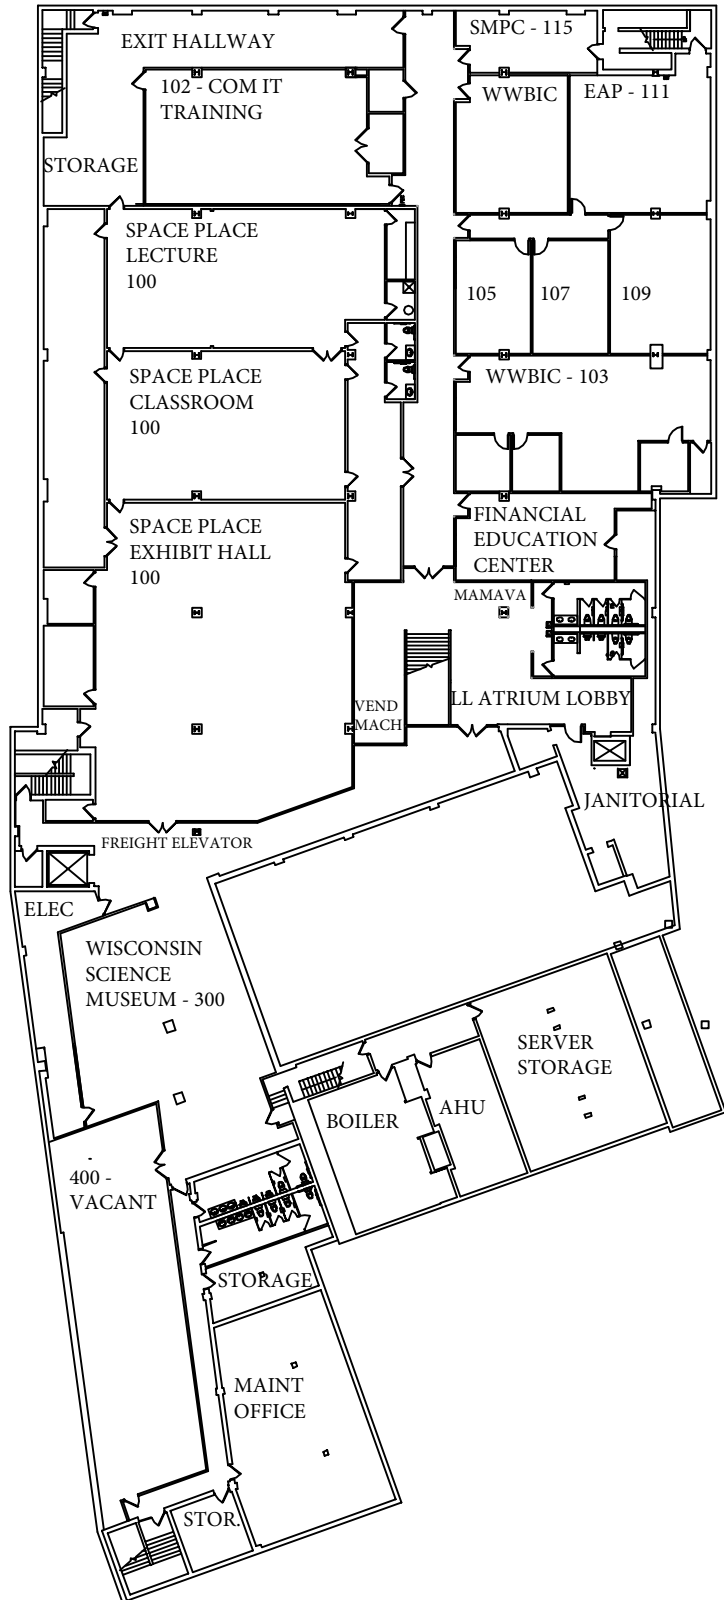 EXIT HALLWAY
SMPC - 115
102 - COM IT
TRAINING
WWBIC
EAP - 111
STORAGE
SPACE PLACE
LECTURE
100
105
107
109
SPACE PLACE
CLASSROOM
100
WWBIC - 103
SPACE PLACE
EXHIBIT HALL
100
FINANCIAL
EDUCATION
CENTER
MAMAVA
VEND
MACH
LL ATRIUM LOBBY
JANITORIAL
FREIGHT ELEVATOR
ELEC
WISCONSIN
SCIENCE
MUSEUM - 300
SERVER
STORAGE
BOILER
AHU
400 -
VACANT
STORAGE
MAINT
OFFICE
STOR.